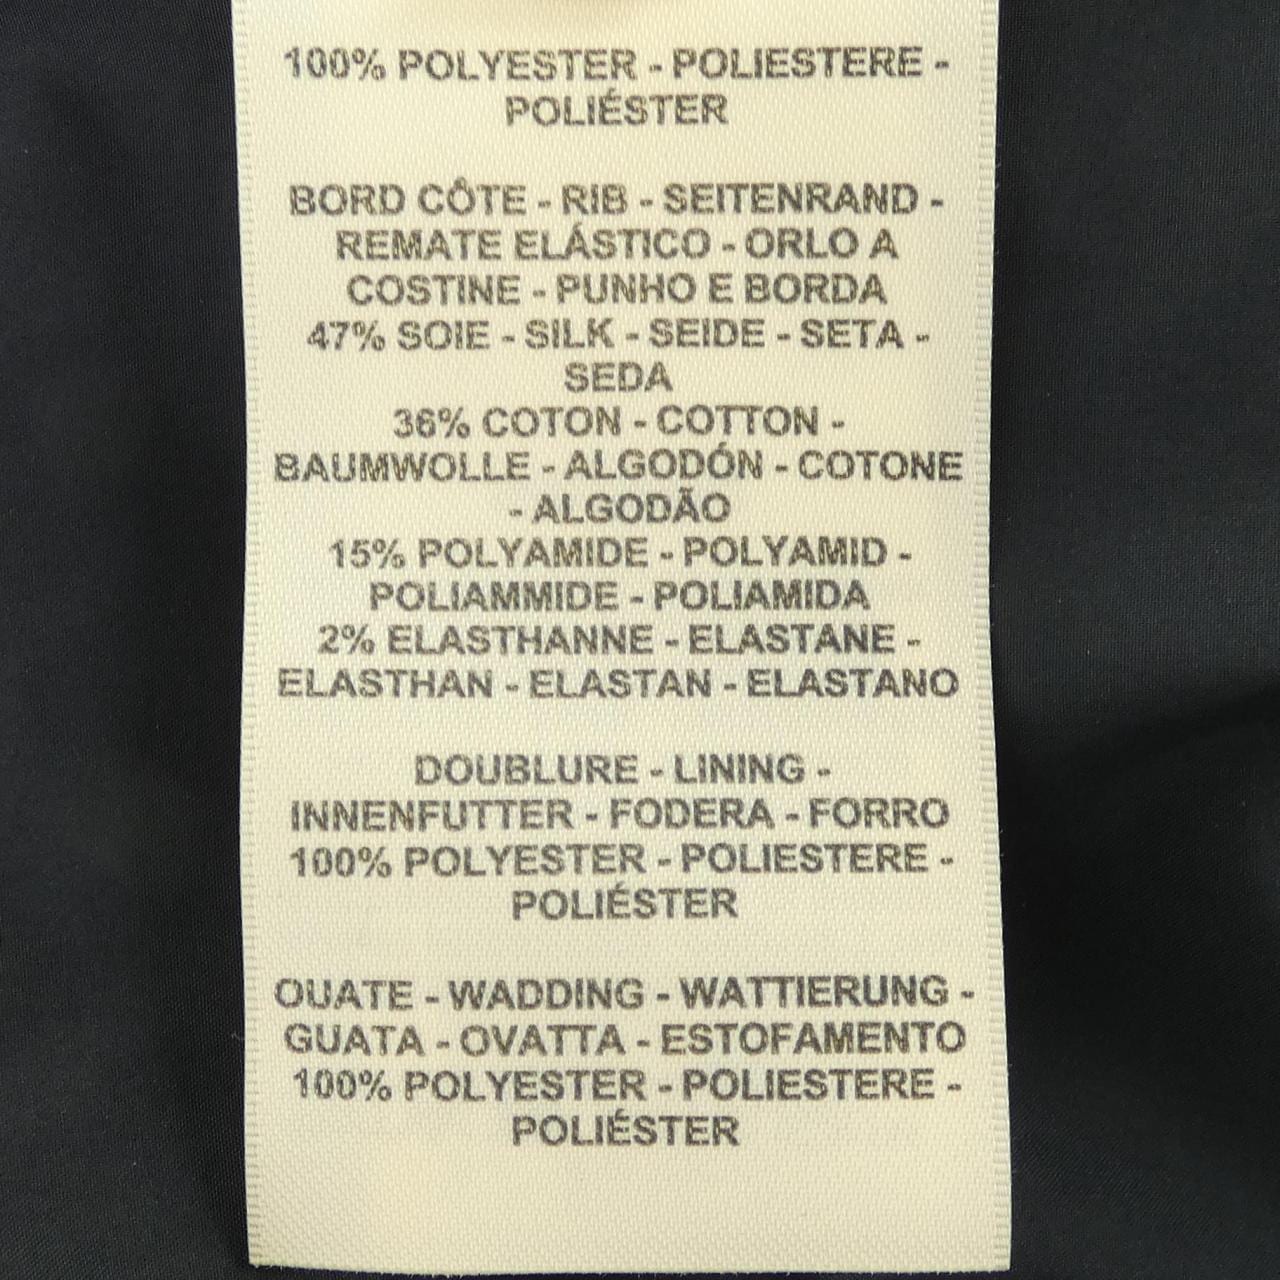 100% POLYESTER - POLIESTERE -
POLIÉSTER
BORD CÔTE - RIB - SEITENRAND -
REMATE ELÁSTICO - ORLO A
COSTINE - PUNHO E BORDA
47% SOIE - SILK - SEIDE - SETA -
SEDA
36% COTON - COTTON -
BAUMWOLLE - ALGODÓN - COTONE
- ALGODÃO
15% POLYAMIDE - POLYAMID -
POLIAMMIDE - POLIAMIDA
2% ELASTHANNE - ELASTANE -
ELASTHAN - ELASTAN - ELASTANO
DOUBLURE - LINING -
INNENFUTTER - FODERA - FORRO
100% POLYESTER - POLIESTERE -
POLIÉSTER
OUATE - WADDING - WATTIERUNG -
GUATA - OVATTA - ESTOFAMENTO
100% POLYESTER - POLIESTERE -
POLIÉSTER